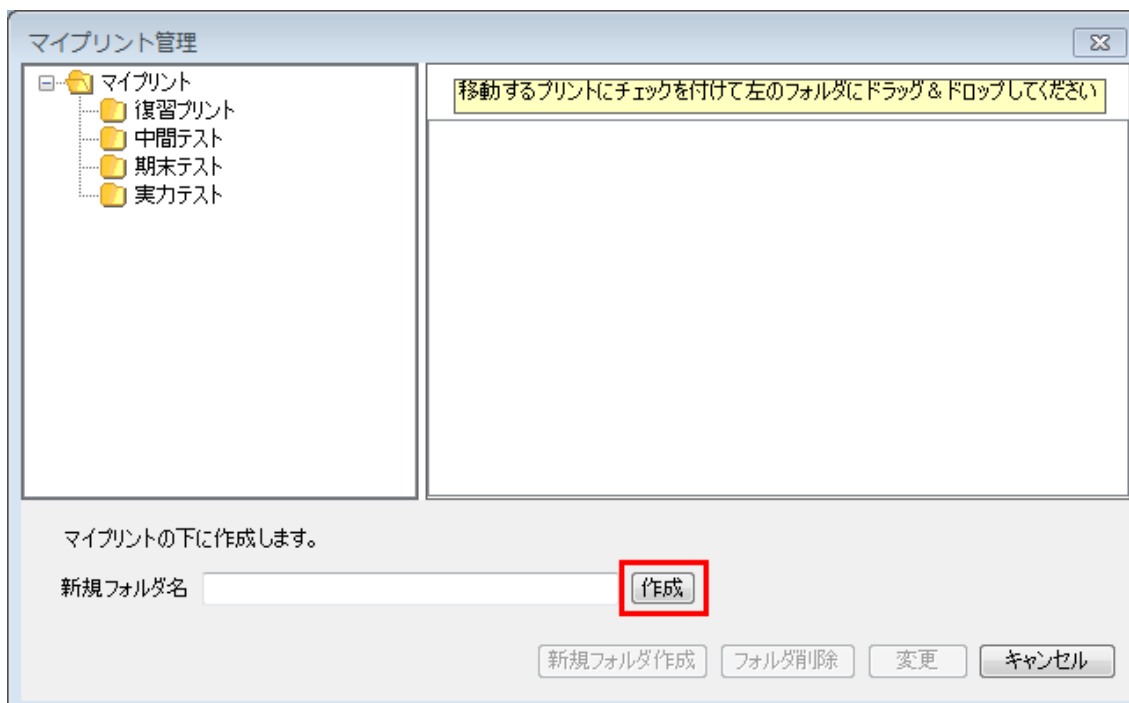 マイプリント管理
マイプリント
復習プリント
中間テスト
期末テスト
実力テスト
移動するプリントにチェックを付けて左のフォルダにドラッグ&ドロップしてください
マイプリントの下に作成します。
新規フォルダ名 作成
新規フォルダ作成 フォルダ削除 変更 キャンセル